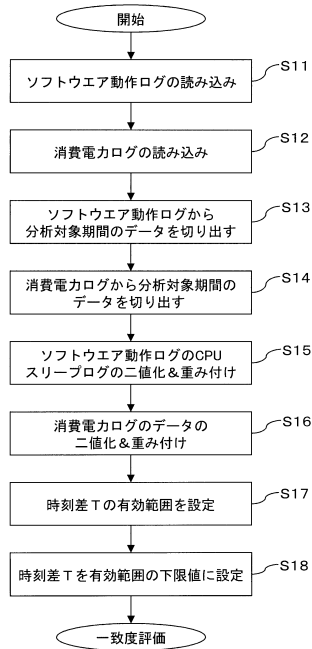 開始
ソフトウエア動作ログの読み込み
S11
消費電力ログの読み込み
S12
ソフトウエア動作ログから
分析対象期間のデータを切り出す
S13
消費電力ログから分析対象期間の
データを切り出す
S14
ソフトウエア動作ログのCPU
スリープログの二値化&重み付け
S15
消費電力ログのデータの
二値化&重み付け
S16
時刻差Tの有効範囲を設定
S17
時刻差Tを有効範囲の下限値に設定
S18
一致度評価